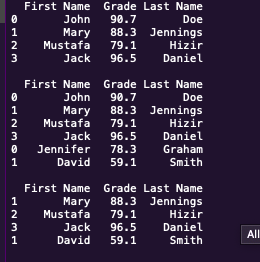 First Name  Grade Last Name
0        John   90.7       Doe
1        Mary   88.3  Jennings
2     Mustafa   79.1     Hizir
3        Jack   96.5    Daniel
First Name  Grade Last Name
0        John   90.7       Doe
1        Mary   88.3  Jennings
2     Mustafa   79.1     Hizir
3        Jack   96.5    Daniel
0    Jennifer   78.3    Graham
1       David   59.1     Smith
First Name  Grade Last Name
1        Mary   88.3  Jennings
2     Mustafa   79.1     Hizir
3        Jack   96.5    Daniel
1       David   59.1     Smith
All